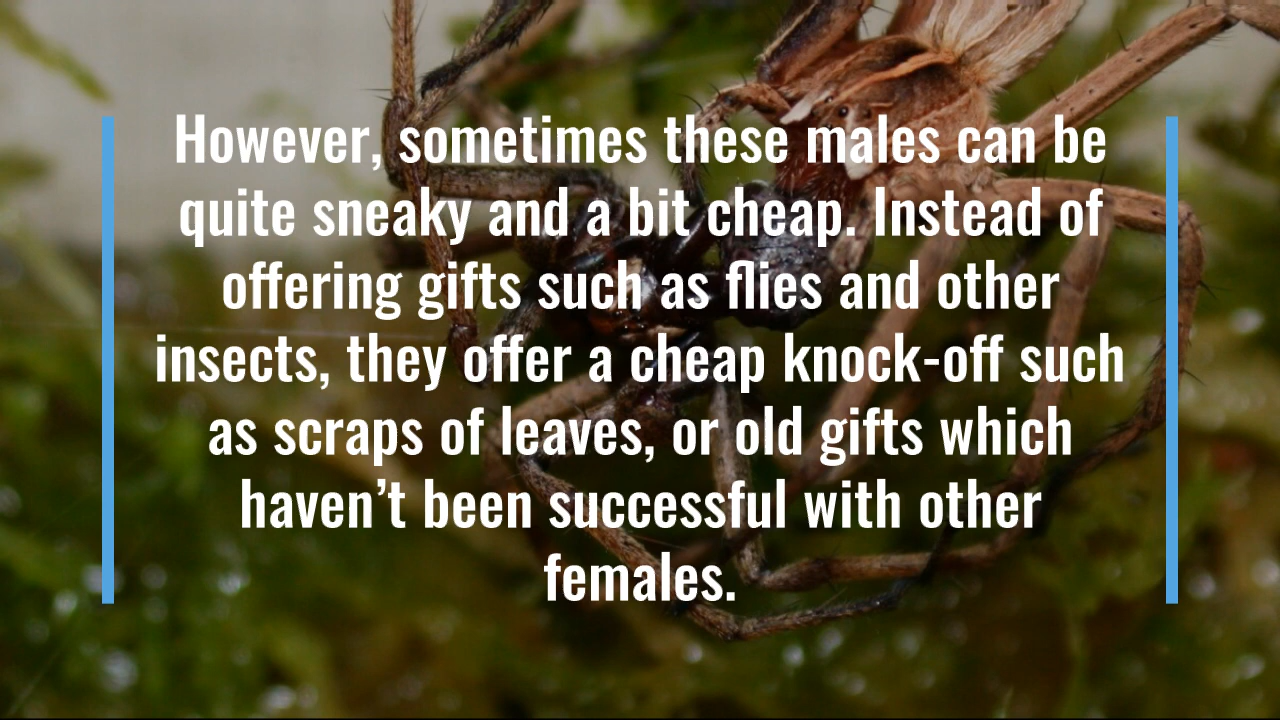 However, sometimes these males can be
quite sneaky and a bit cheap. Instead of
offering gifts such as flies and other
insects, they offer a cheap knock-off such
as scraps of leaves, or old gifts which
haven’t been successful with other
females.